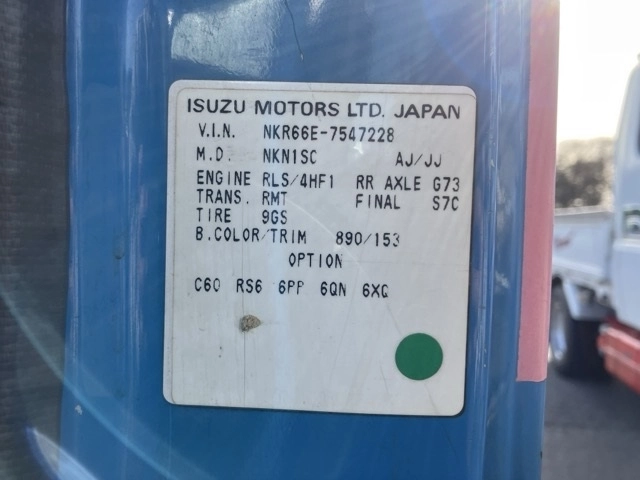 ISUZU MOTORS LTD. JAPAN
V.I.N. NKR66E-7547228
M.D. NKN1SC AJ/JJ
ENGINE RLS/4HF1 RR AXLE G73
TRANS. RMT FINAL S7C
TIRE 9GS
B.COLOR/TRIM 890/153
OPTION
C60 RS6 6PP 6QN 6XQ